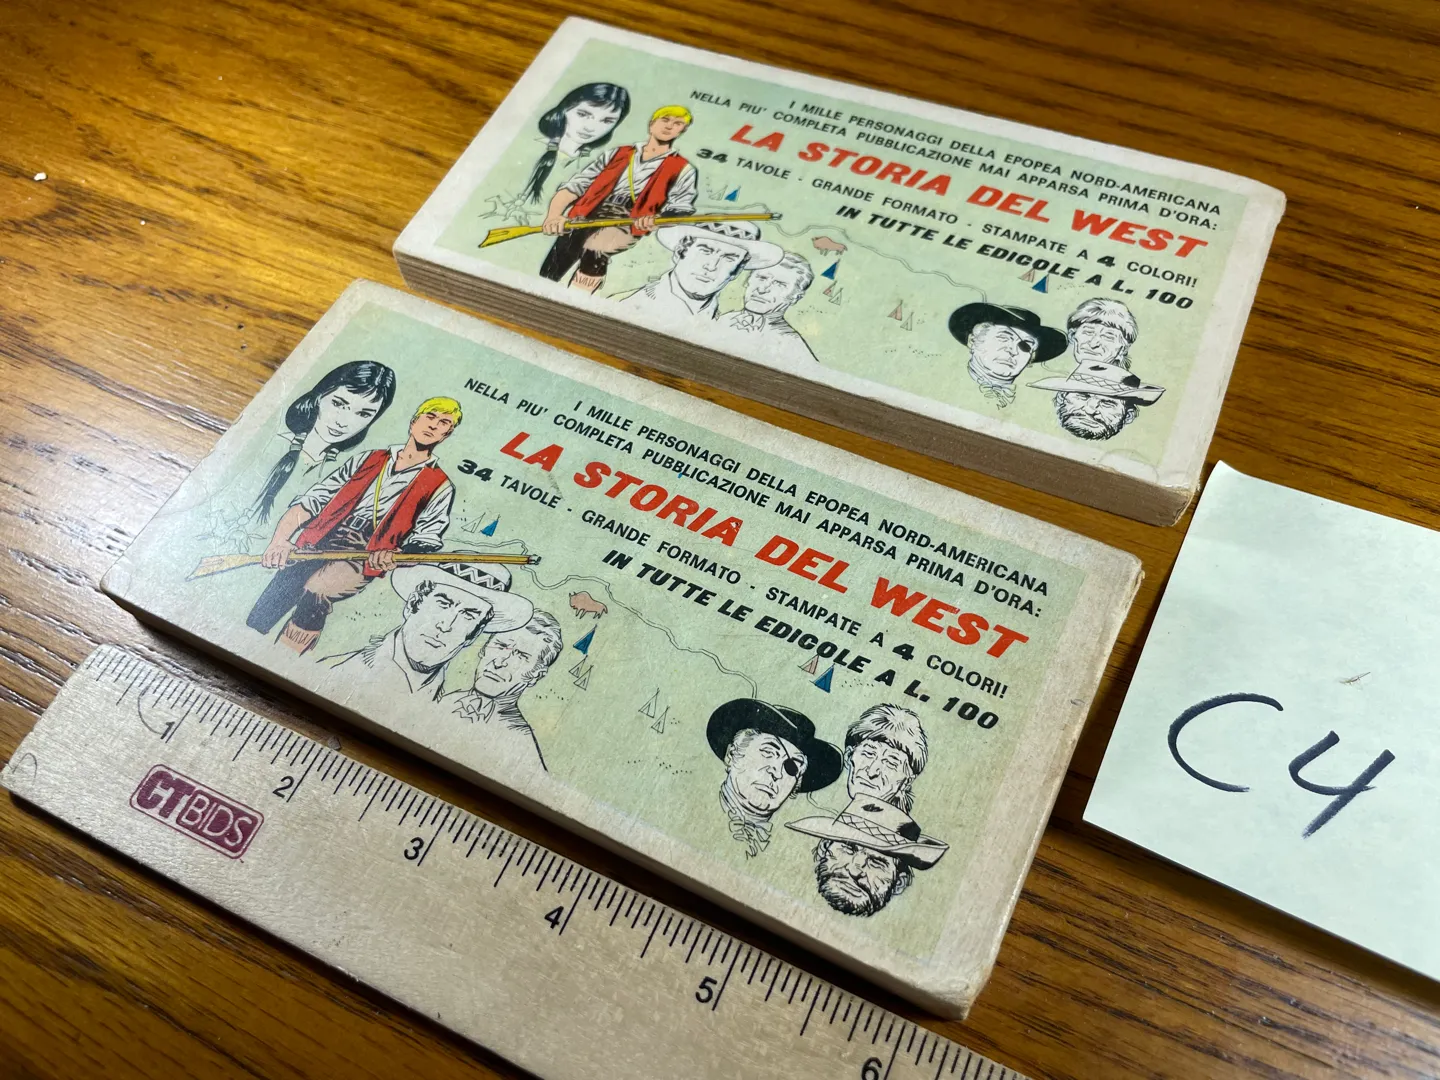 I MILLE PERSONAGGI DELLA EPOPEA NORD-AMERICANA
NELLA PIU' COMPLETA PUBBLICAZIONE MAI APPARSA PRIMA D'ORA:
LA STORIA DEL WEST
34 TAVOLE - GRANDE FORMATO - STAMPATE A 4 COLORI!
IN TUTTE LE EDICOLE A L. 100
I MILLE PERSONAGGI DELLA EPOPEA NORD-AMERICANA
NELLA PIU' COMPLETA PUBBLICAZIONE MAI APPARSA PRIMA D'ORA:
LA STORIA DEL WEST
34 TAVOLE - GRANDE FORMATO - STAMPATE A 4 COLORI!
IN TUTTE LE EDICOLE A L. 100
C4
1 2 3 4 5 6
CTBIDS